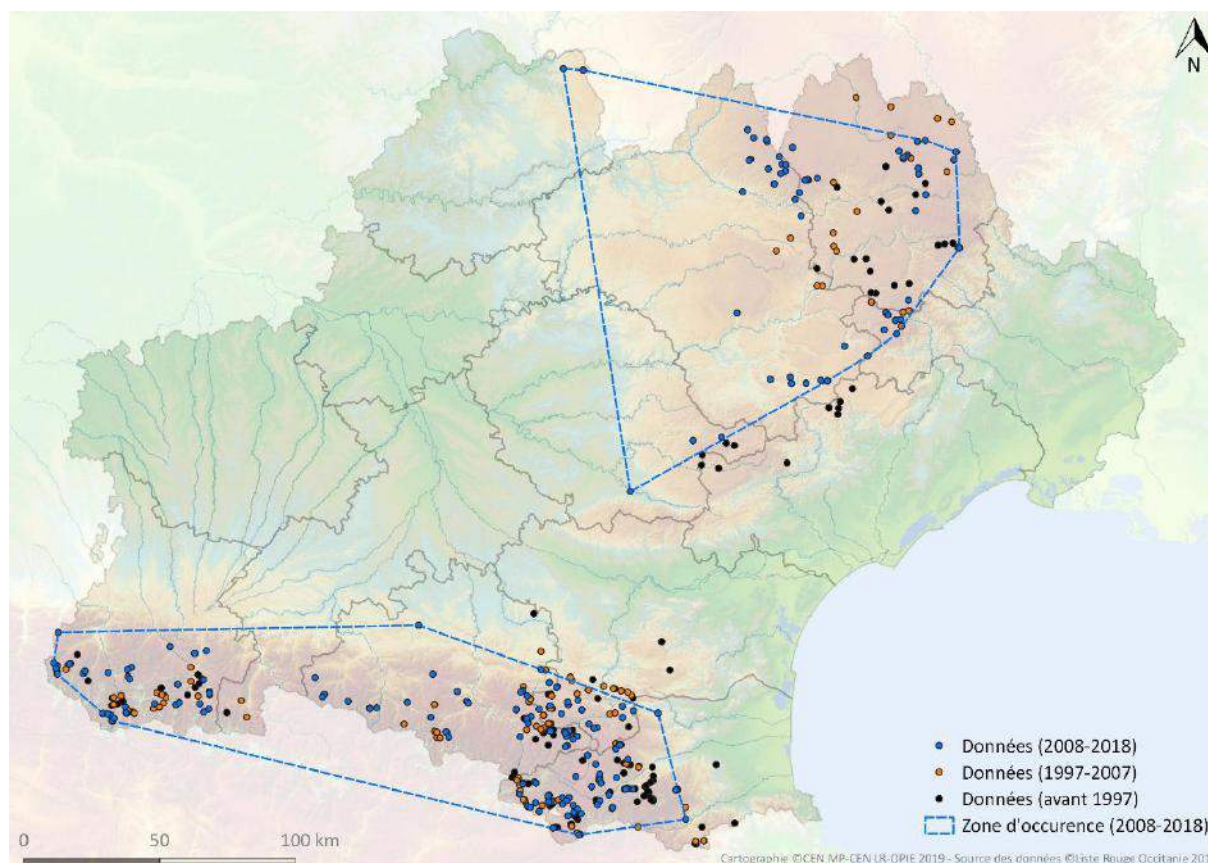 N
Données (2008-2018)
Données (1997-2007)
Données (avant 1997)
Zone d'occurence (2008-2018)
0 50 100 km
Cartographie ©CEN MP-CEN LR-OPIE 2019 - Source des données ©Liste Rouge Occitanie 201